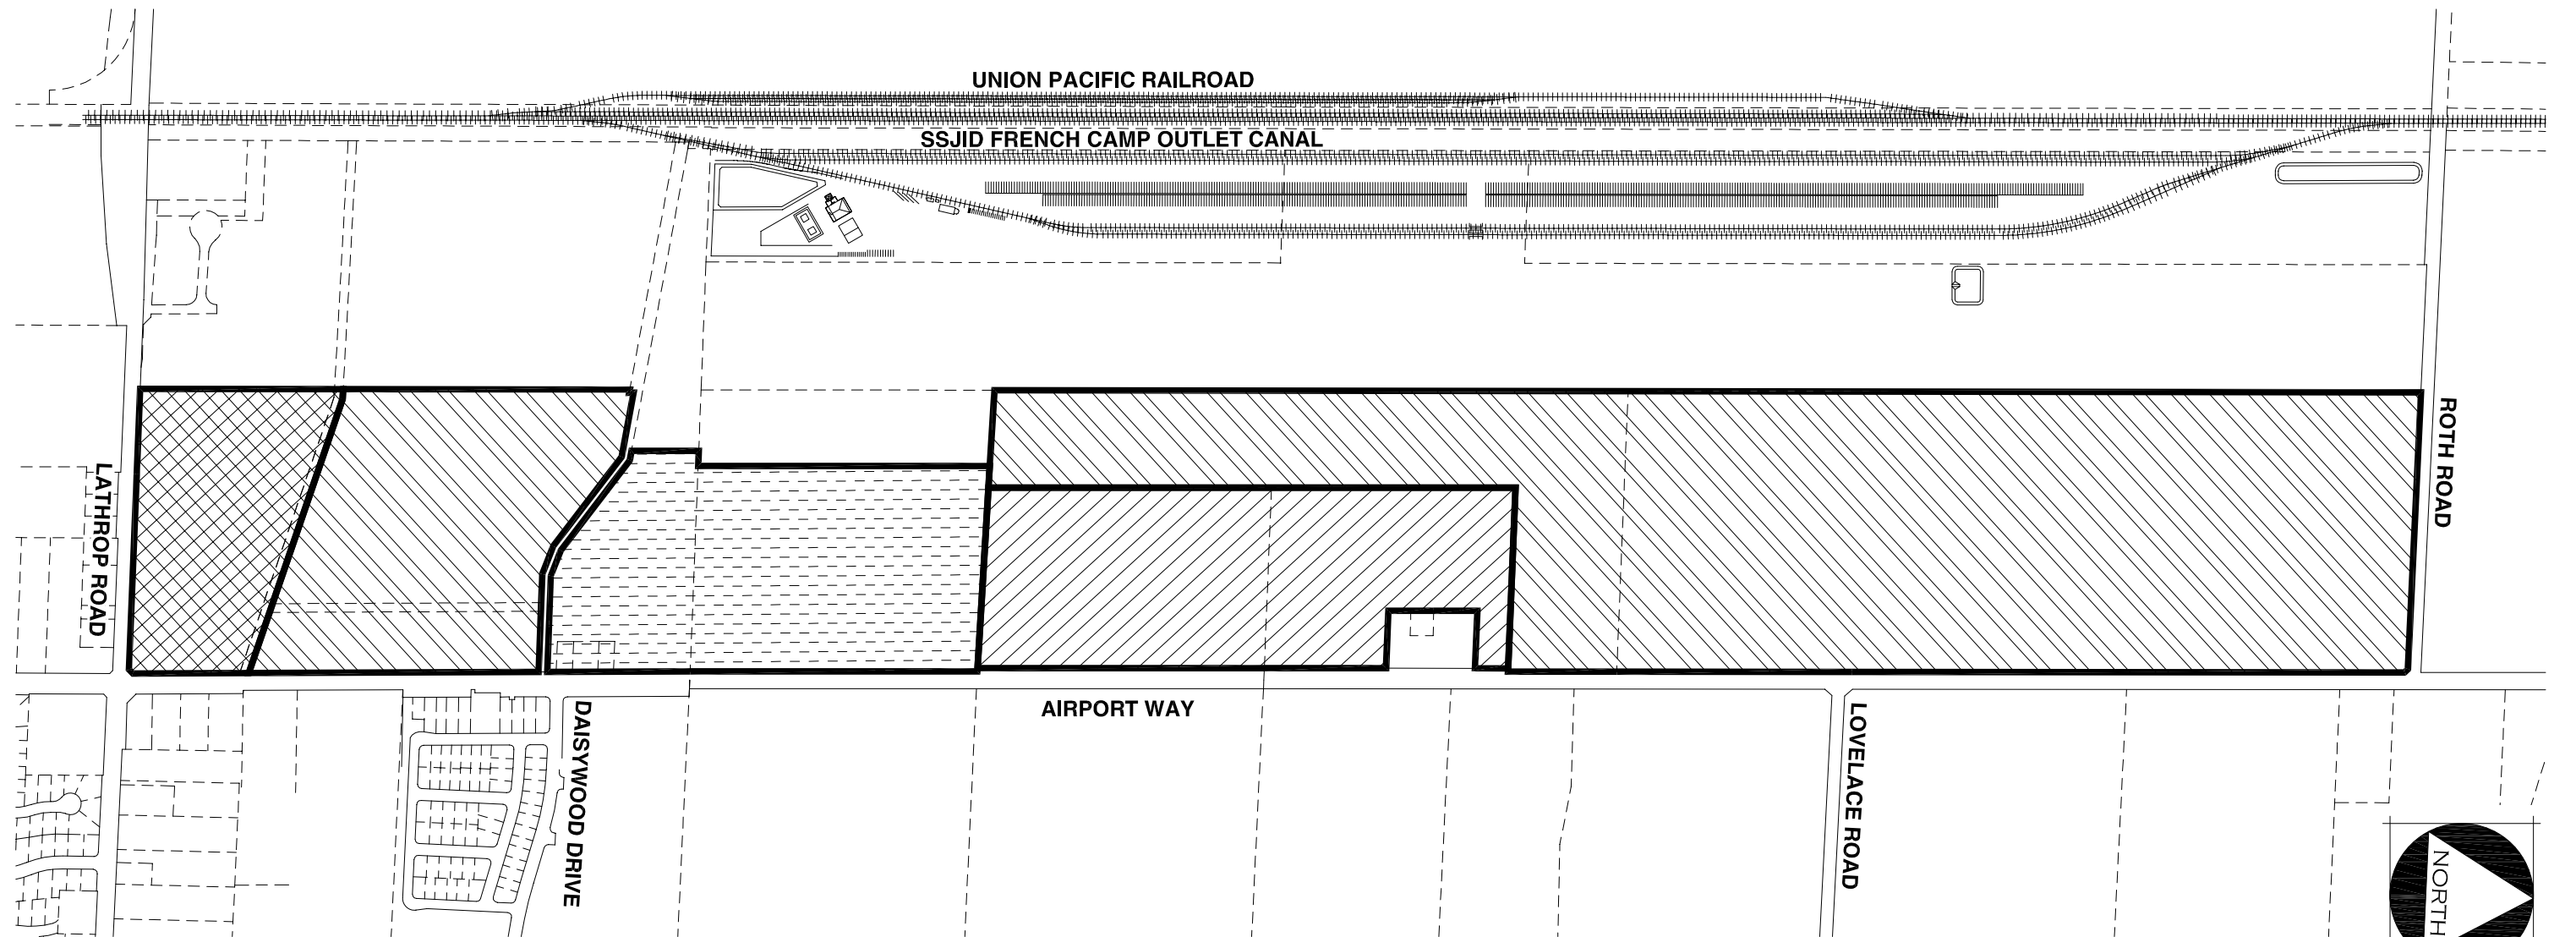 UNION PACIFIC RAILROAD
SSJID FRENCH CAMP OUTLET CANAL
LATHROP ROAD
ROTH ROAD
AIRPORT WAY
DAISYWOOD DRIVE
LOVELACE ROAD
NORTH